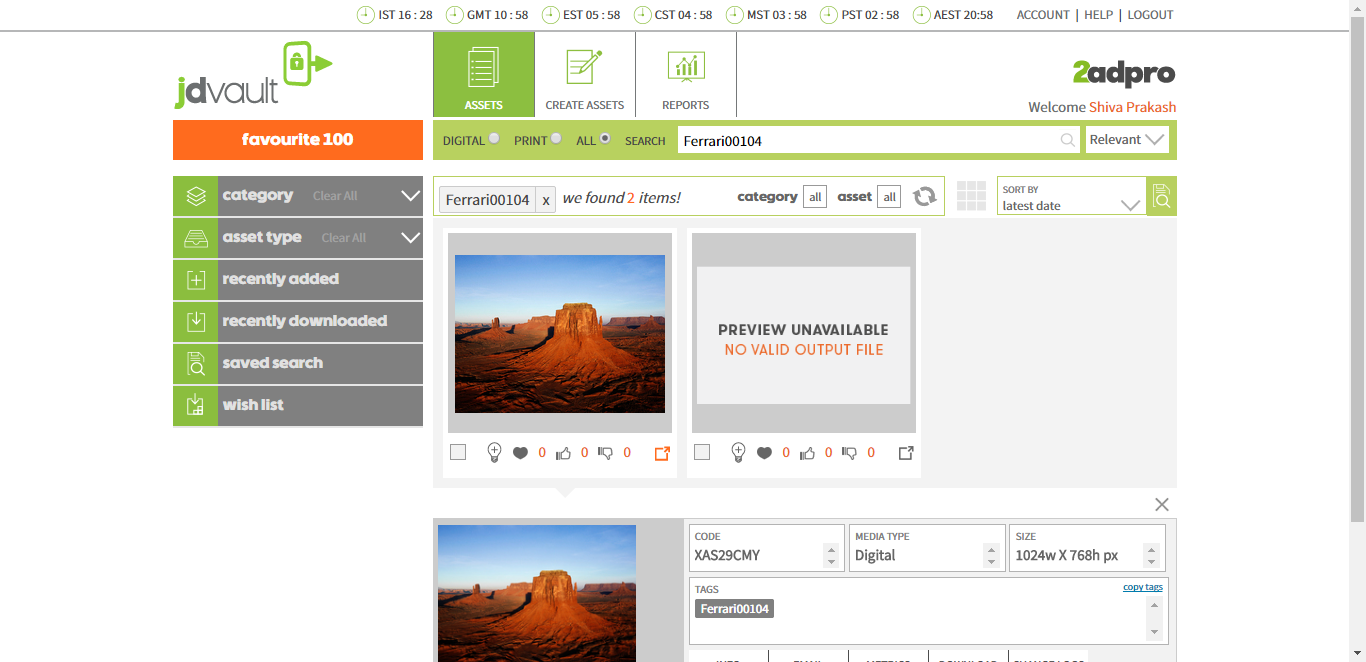 IST 16 : 28 GMT 10 : 58 EST 05 : 58 CST 04 : 58 MST 03 : 58 PST 02 : 58 AEST 20:58 ACCOUNT | HELP | LOGOUT
jdvault
ASSETS CREATE ASSETS REPORTS
2adpro
Welcome Shiva Prakash
favourite 100
DIGITAL PRINT ALL SEARCH Ferrari00104 Relevant
category Clear All
asset type Clear All
recently added
recently downloaded
saved search
wish list
Ferrari00104 x we found 2 items! category all asset all
SORT BY
latest date
PREVIEW UNAVAILABLE
NO VALID OUTPUT FILE
0 0 0
0 0 0
CODE
XAS29CMY
MEDIA TYPE
Digital
SIZE
1024w X 768h px
TAGS copy tags
Ferrari00104